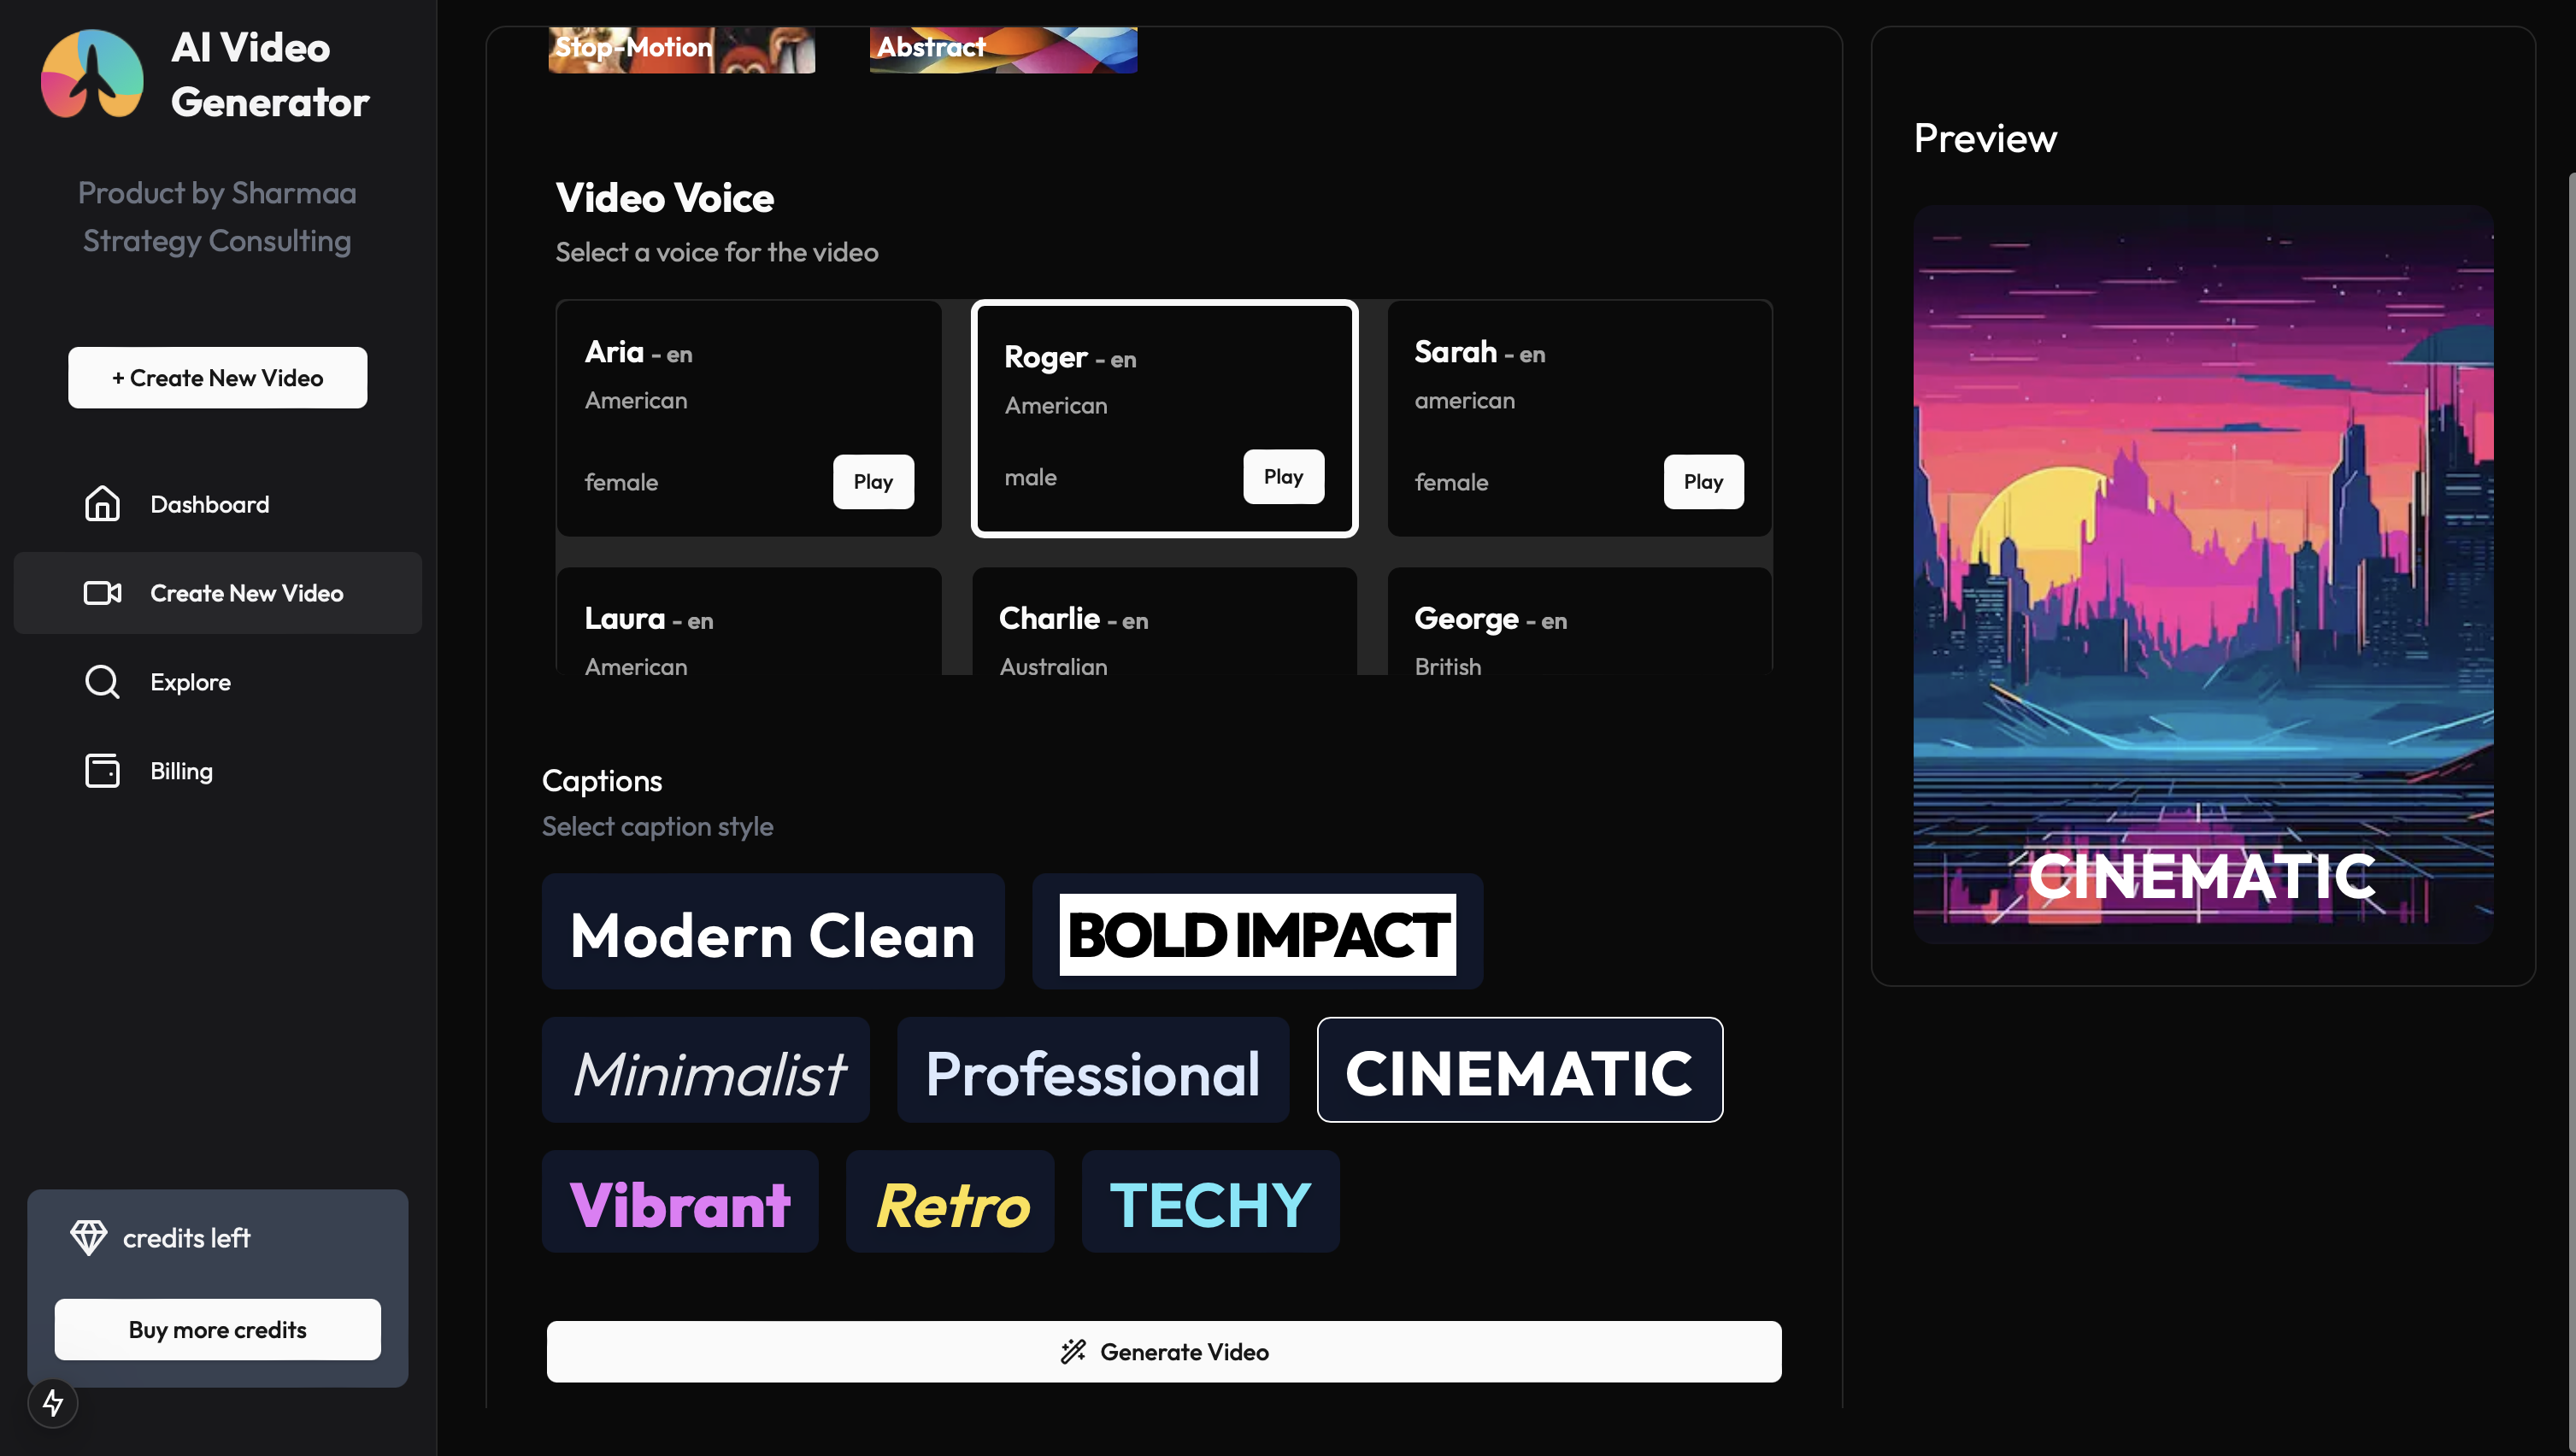 AI Video
Generator
Product by Sharmaa
Strategy Consulting
+ Create New Video
Dashboard
Create New Video
Explore
Billing
credits left
Buy more credits
Stop-Motion
Abstract
Video Voice
Select a voice for the video
Aria - en
American
female
Play
Roger - en
American
male
Play
Sarah - en
american
female
Play
Laura - en
American
Charlie - en
Australian
George - en
British
Captions
Select caption style
Modern Clean
BOLD IMPACT
Minimalist
Professional
CINEMATIC
Vibrant
Retro
TECHY
Generate Video
Preview
CINEMATIC